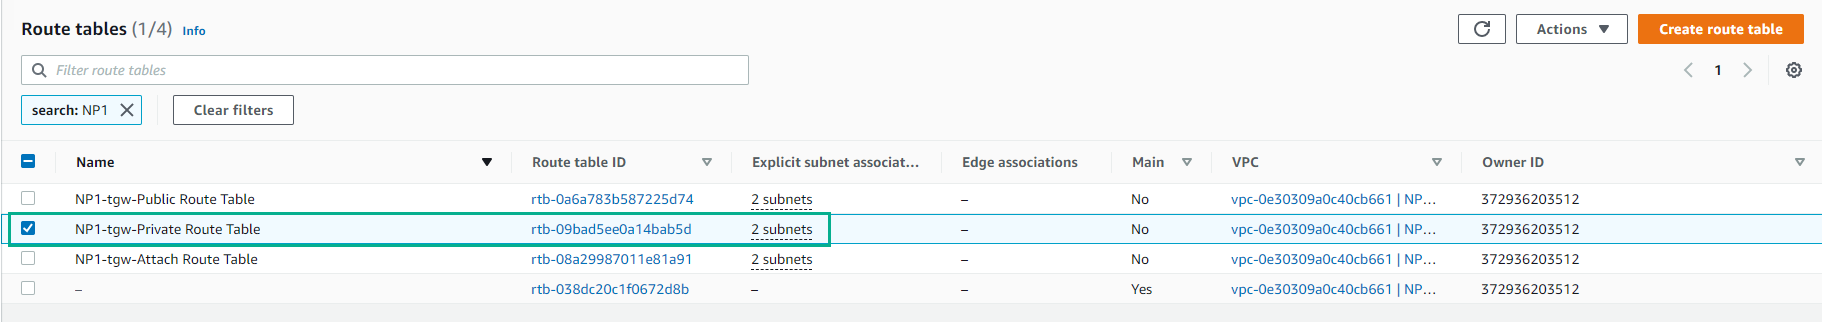 Route tables (1/4) Info
Actions
Create route table
Filter route tables
1
search: NP1
Clear filters
Name Route table ID Explicit subnet associat... Edge associations Main VPC Owner ID
NP1-tgw-Public Route Table rtb-0a6a783b587225d74 2 subnets – No vpc-0e30309a0c40cb661 | NP... 372936203512
NP1-tgw-Private Route Table rtb-09bad5ee0a14bab5d 2 subnets – No vpc-0e30309a0c40cb661 | NP... 372936203512
NP1-tgw-Attach Route Table rtb-08a29987011e81a91 2 subnets – No vpc-0e30309a0c40cb661 | NP... 372936203512
– rtb-038dc20c1f0672d8b – – Yes vpc-0e30309a0c40cb661 | NP... 372936203512